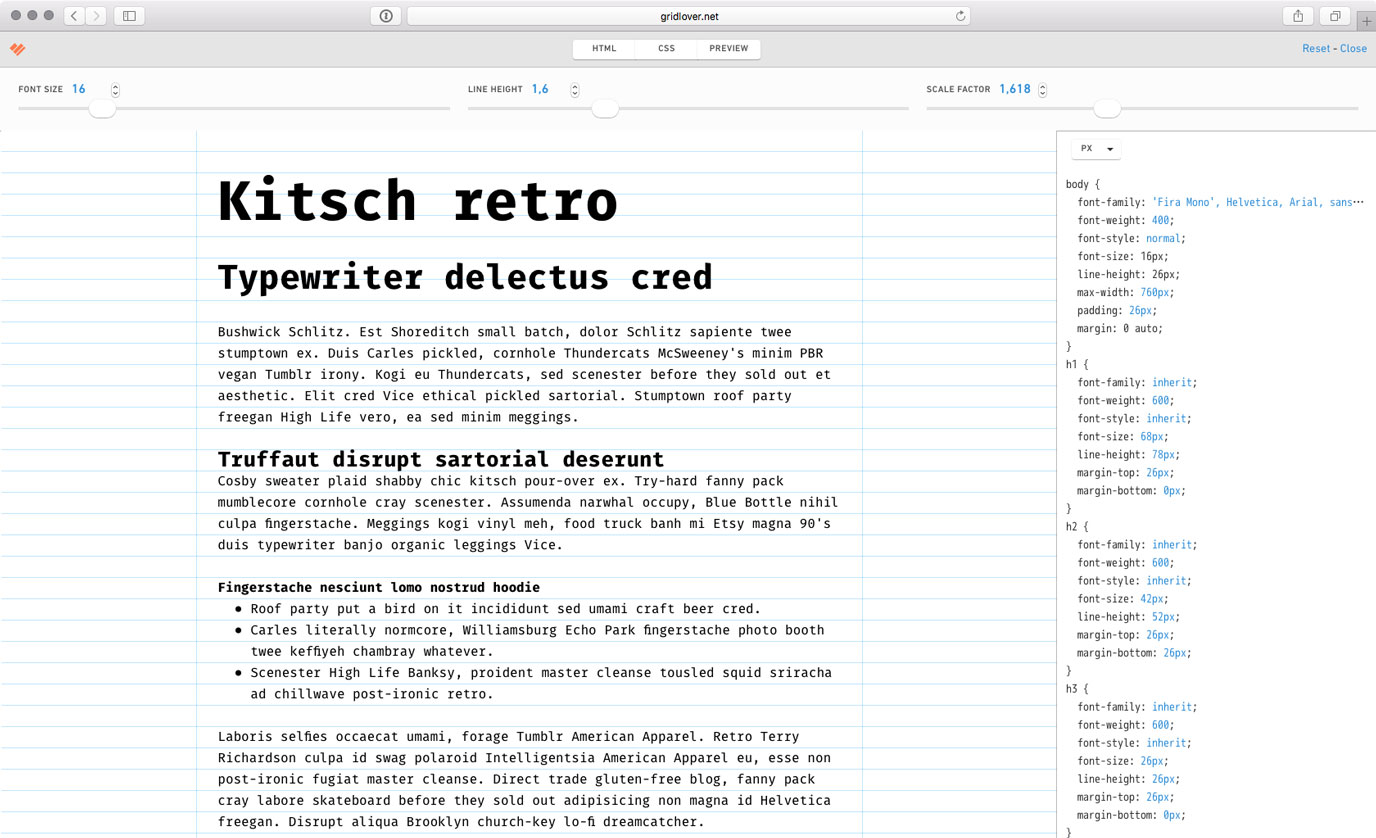 gridlover.net
HTML CSS PREVIEW
Reset - Close
FONT SIZE 16
LINE HEIGHT 1,6
SCALE FACTOR 1,618
Kitsch retro
Typewriter delectus cred
Bushwick Schlitz. Est Shoreditch small batch, dolor Schlitz sapiente twee
stumptown ex. Duis Carles pickled, cornhole Thundercats McSweeney's minim PBR
vegan Tumblr irony. Kogi eu Thundercats, sed scenester before they sold out et
aesthetic. Elit cred Vice ethical pickled sartorial. Stumptown roof party
freegan High Life vero, ea sed minim meggings.
Truffaut disrupt sartorial deserunt
Cosby sweater plaid shabby chic kitsch pour-over ex. Try-hard fanny pack
mumblecore cornhole cray scenester. Assumenda narwhal occupy, Blue Bottle nihil
culpa fingerstache. Meggings kogi vinyl meh, food truck banh mi Etsy magna 90's
duis typewriter banjo organic leggings Vice.
Fingerstache nesciunt lomo nostrud hoodie
● Roof party put a bird on it incididunt sed umami craft beer cred.
● Carles literally normcore, Williamsburg Echo Park fingerstache photo booth
twee keffiyeh chambray whatever.
● Scenester High Life Banksy, proident master cleanse tousled squid sriracha
ad chillwave post-ironic retro.
Laboris selfies occaecat umami, forage Tumblr American Apparel. Retro Terry
Richardson culpa id swag polaroid Intelligentsia American Apparel eu, esse non
post-ironic fugiat master cleanse. Direct trade gluten-free blog, fanny pack
cray labore skateboard before they sold out adipisicing non magna id Helvetica
freegan. Disrupt aliqua Brooklyn church-key lo-fi dreamcatcher.
PX
body {
font-family: 'Fira Mono', Helvetica, Arial, sans…
font-weight: 400;
font-style: normal;
font-size: 16px;
line-height: 26px;
max-width: 760px;
padding: 26px;
margin: 0 auto;
}
h1 {
font-family: inherit;
font-weight: 600;
font-style: inherit;
font-size: 68px;
line-height: 78px;
margin-top: 26px;
margin-bottom: 0px;
}
h2 {
font-family: inherit;
font-weight: 600;
font-style: inherit;
font-size: 42px;
line-height: 52px;
margin-top: 26px;
margin-bottom: 26px;
}
h3 {
font-family: inherit;
font-weight: 600;
font-style: inherit;
font-size: 26px;
line-height: 26px;
margin-top: 26px;
margin-bottom: 0px;
}